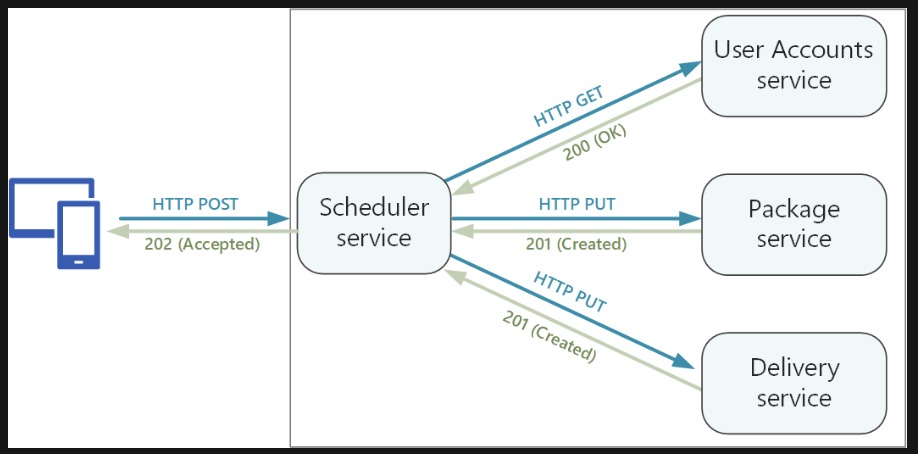 User Accounts
service
HTTP GET
200 (OK)
HTTP POST
202 (Accepted)
Scheduler
service
HTTP PUT
201 (Created)
Package
service
HTTP PUT
201 (Created)
Delivery
service